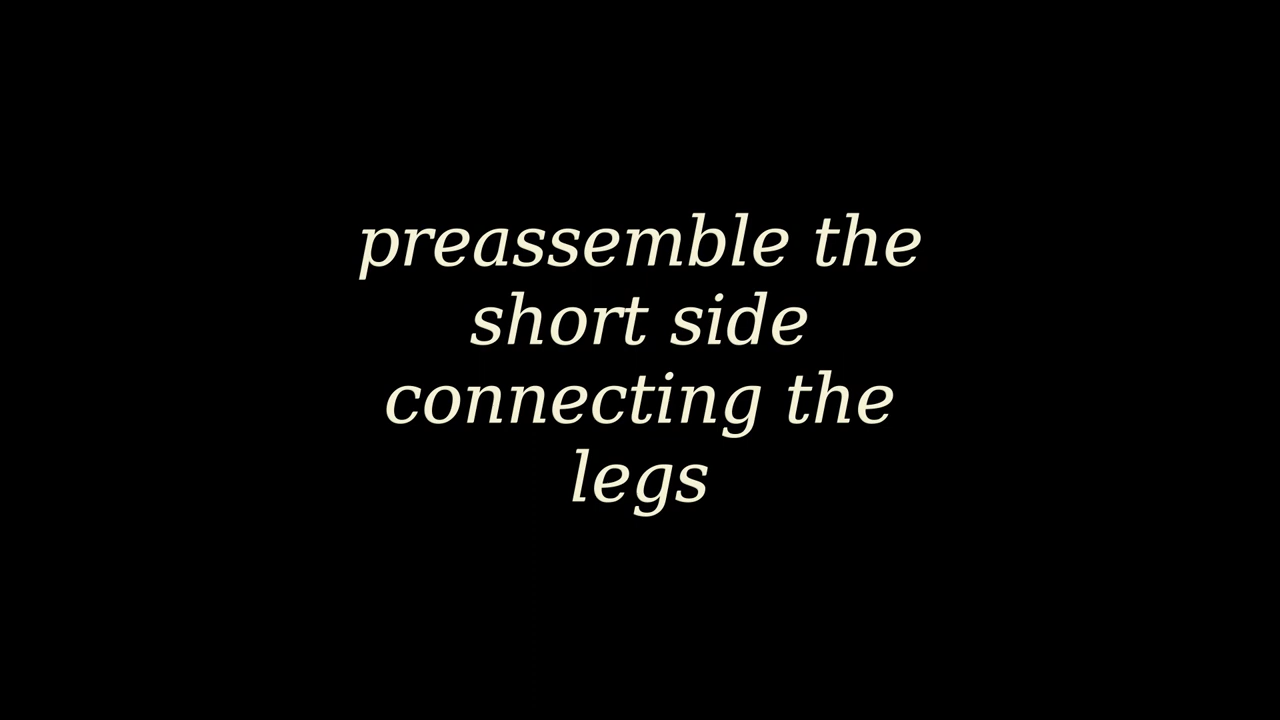 preassemble the
short side
connecting the
legs